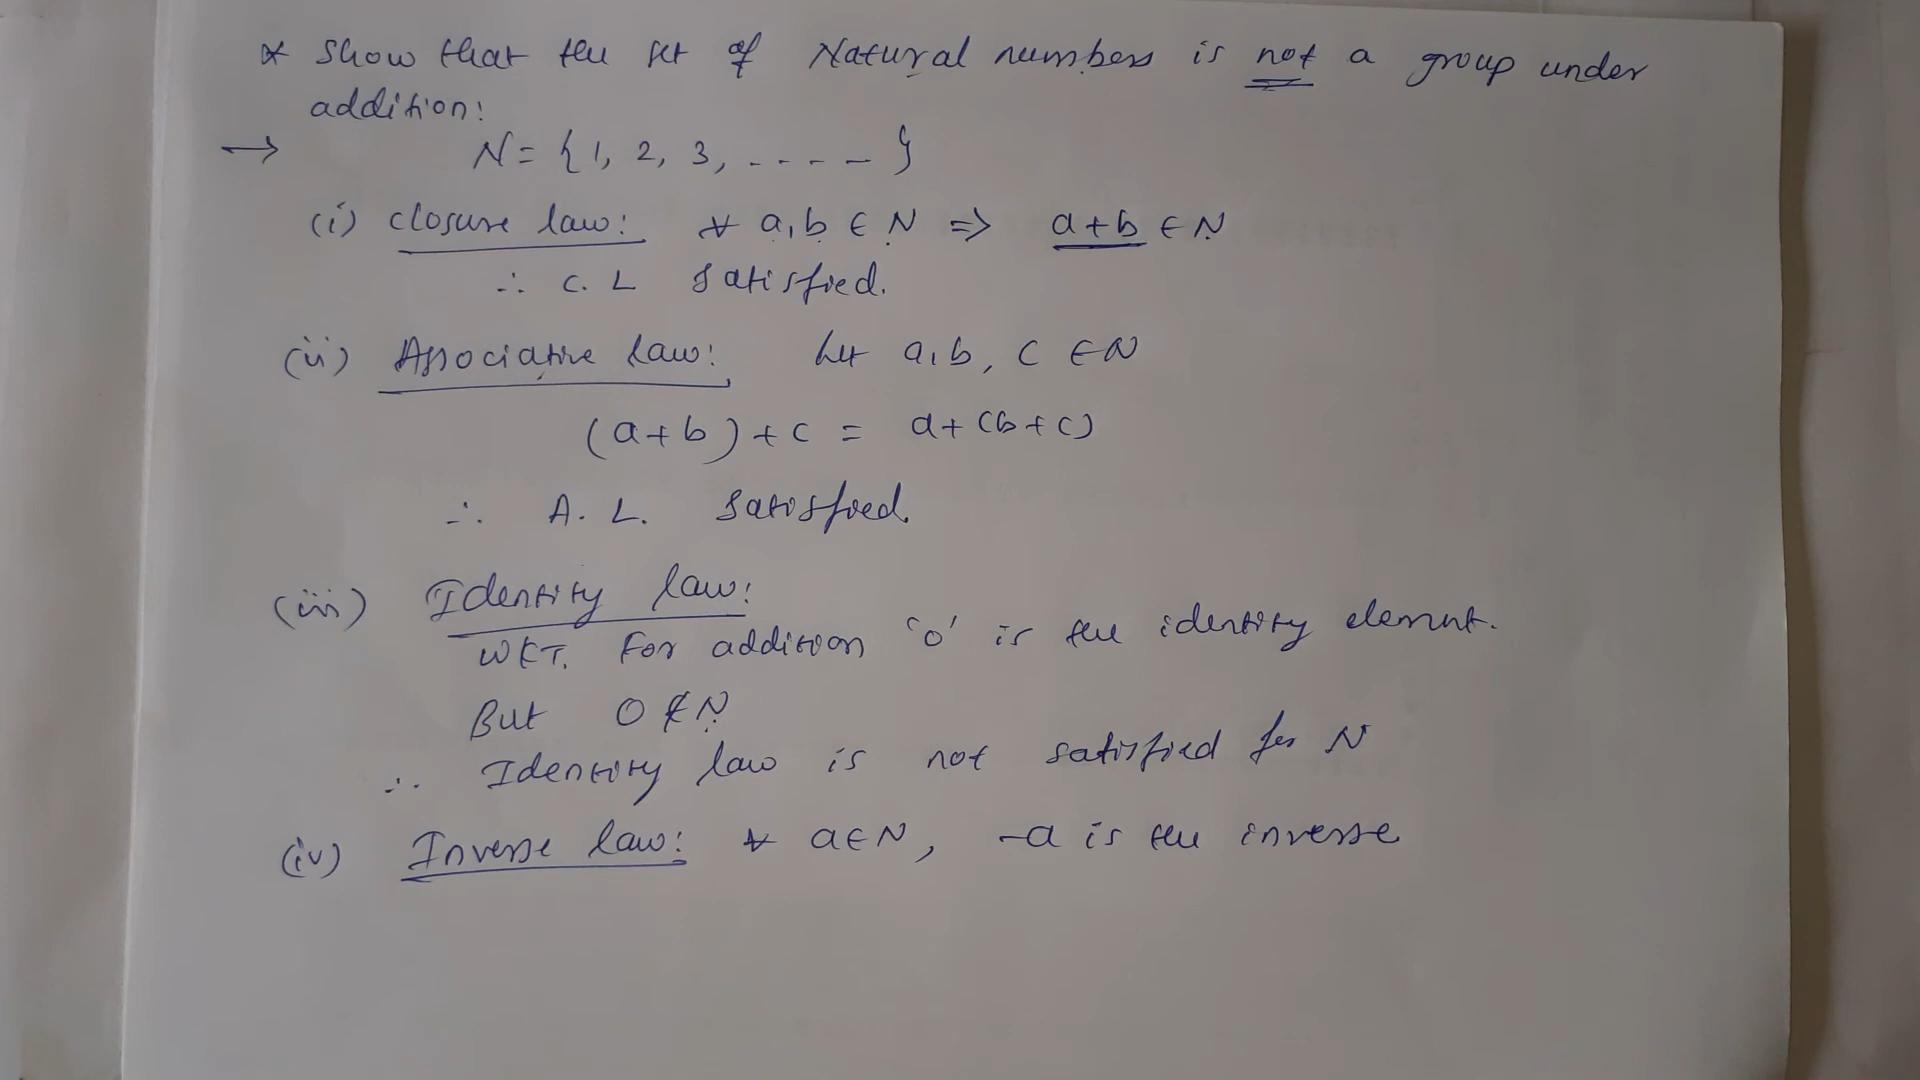 * Show that the set of Natural numbers is not a group under
addition:
→ N = {1, 2, 3, - - - - - }
(i) closure law: ∀ a, b ∈ N ⇒ a+b ∈ N
∴ C. L satisfied.
(ii) Associative law: Let a, b, c ∈ N
(a+b)+c = a+(b+c)
∴ A. L. Satisfied.
(iii) Identity law:
WKT. For addition 'o' is the identity element.
But O ∉ N
∴ Identity law is not satisfied for N
(iv) Inverse law: ∀ a∈N, -a is the inverse